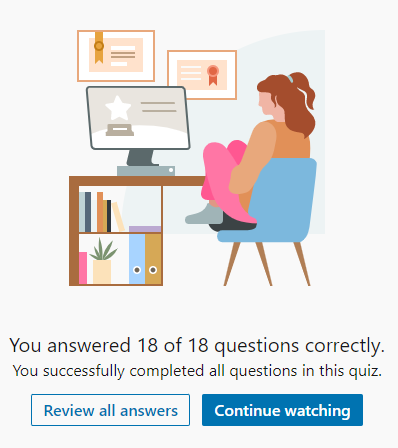 You answered 18 of 18 questions correctly.
You successfully completed all questions in this quiz.
Review all answers
Continue watching